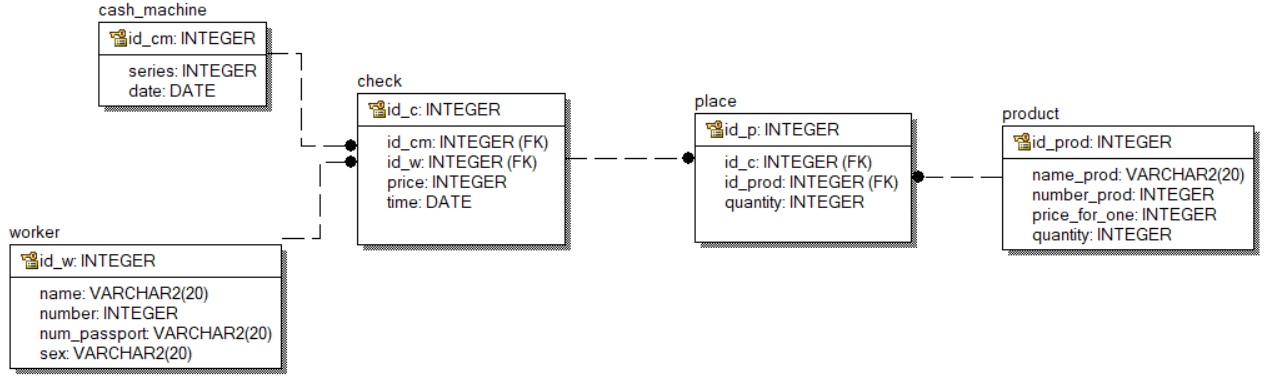 cash_machine
id_cm: INTEGER
series: INTEGER
date: DATE
check
id_c: INTEGER
id_cm: INTEGER (FK)
id_w: INTEGER (FK)
price: INTEGER
time: DATE
place
id_p: INTEGER
id_c: INTEGER (FK)
id_prod: INTEGER (FK)
quantity: INTEGER
product
id_prod: INTEGER
name_prod: VARCHAR2(20)
number_prod: INTEGER
price_for_one: INTEGER
quantity: INTEGER
worker
id_w: INTEGER
name: VARCHAR2(20)
number: INTEGER
num_passport: VARCHAR2(20)
sex: VARCHAR2(20)